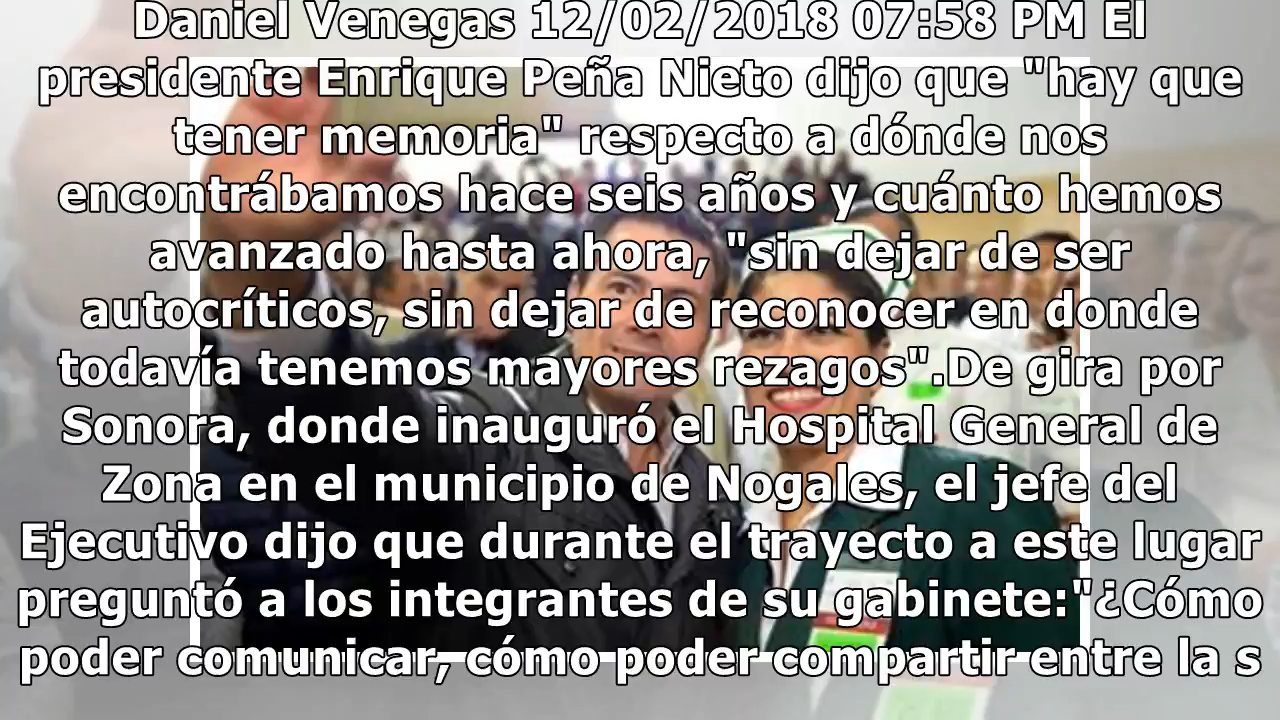 Daniel Venegas 12/02/2018 07:58 PM El
presidente Enrique Peña Nieto dijo que "hay que
tener memoria" respecto a dónde nos
encontrábamos hace seis años y cuánto hemos
avanzado hasta ahora, "sin dejar de ser
autocríticos, sin dejar de reconocer en donde
todavía tenemos mayores rezagos".De gira por
Sonora, donde inauguró el Hospital General de
Zona en el municipio de Nogales, el jefe del
Ejecutivo dijo que durante el trayecto a este lugar
preguntó a los integrantes de su gabinete:"¿Cómo
poder comunicar, cómo poder compartir entre la s